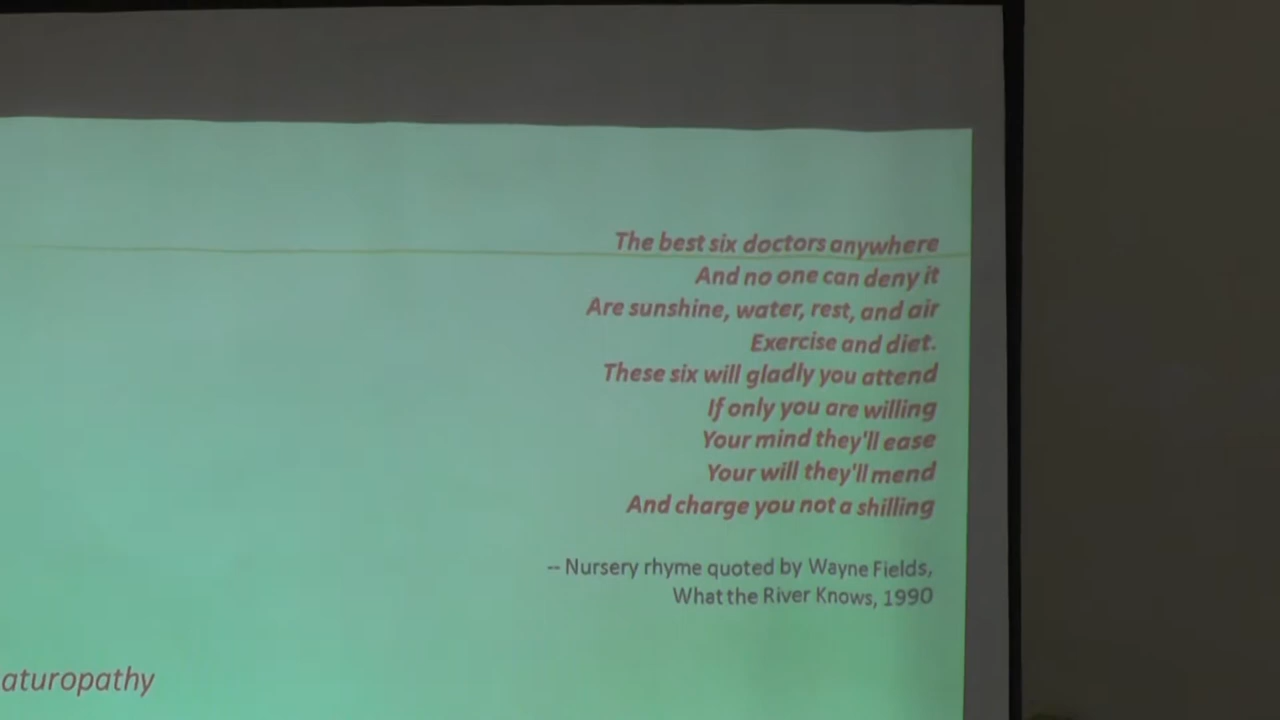 The best six doctors anywhere
And no one can deny it
Are sunshine, water, rest, and air
Exercise and diet.
These six will gladly you attend
If only you are willing
Your mind they'll ease
Your will they'll mend
And charge you not a shilling
-- Nursery rhyme quoted by Wayne Fields,
What the River Knows, 1990
aturopathy